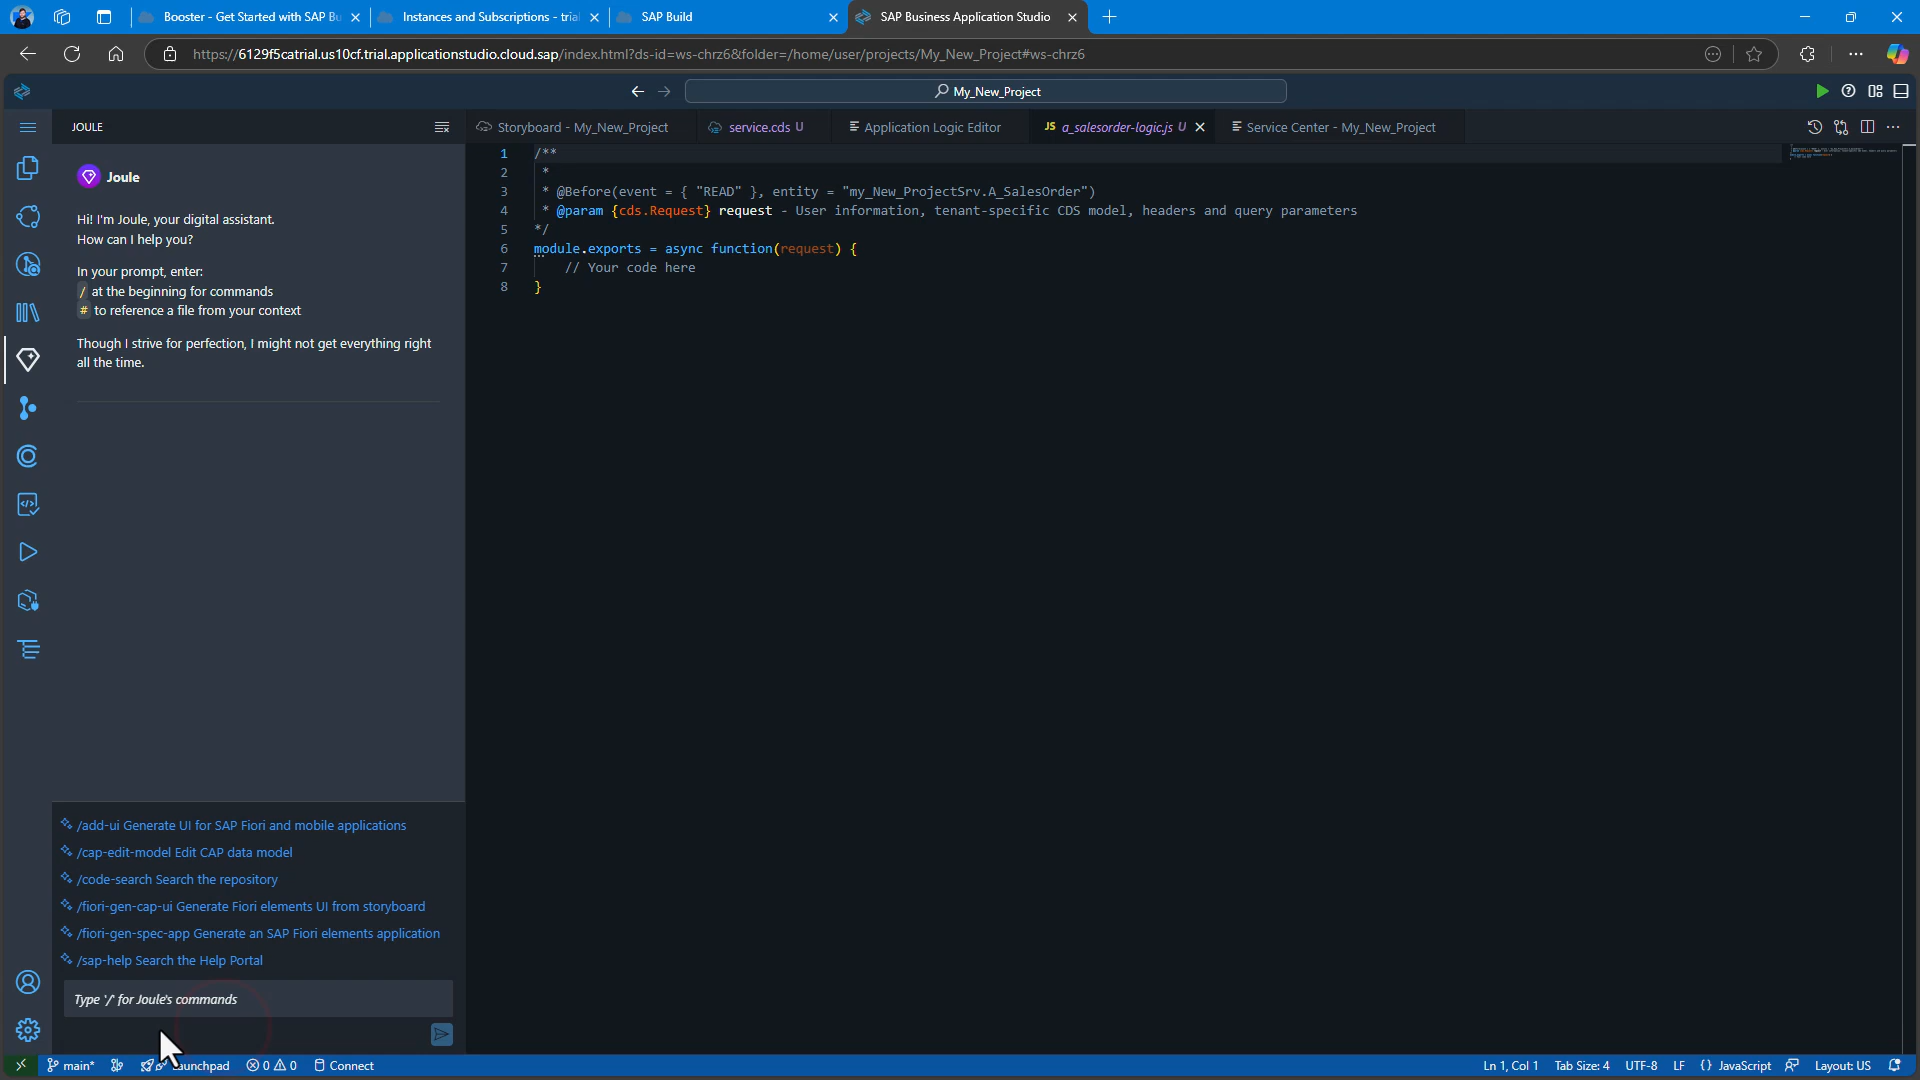 Booster - Get Started with SAP Bu
Instances and Subscriptions - trial
SAP Build
SAP Business Application Studio
https://6129f5catrial.us10cf.trial.applicationstudio.cloud.sap/index.html?ds-id=ws-chrz6&folder=/home/user/projects/My_New_Project#ws-chrz6
My_New_Project
JOULE
Storyboard - My_New_Project
service.cds U
Application Logic Editor
JS a_salesorder-logic.js U
Service Center - My_New_Project
Joule
Hi! I'm Joule, your digital assistant.
How can I help you?
In your prompt, enter:
/ at the beginning for commands
# to reference a file from your context
Though I strive for perfection, I might not get everything right
all the time.
1 /**
2 *
3 * @Before(event = { "READ" }, entity = "my_New_ProjectSrv.A_SalesOrder")
4 * @param {cds.Request} request - User information, tenant-specific CDS model, headers and query parameters
5 */
6 module.exports = async function(request) {
7 // Your code here
8 }
/add-ui Generate UI for SAP Fiori and mobile applications
/cap-edit-model Edit CAP data model
/code-search Search the repository
/fiori-gen-cap-ui Generate Fiori elements UI from storyboard
/fiori-gen-spec-app Generate an SAP Fiori elements application
/sap-help Search the Help Portal
Type '/' for Joule's commands
main*
0 0
Connect
Ln 1, Col 1
Tab Size: 4
UTF-8
LF
{} JavaScript
Layout: US